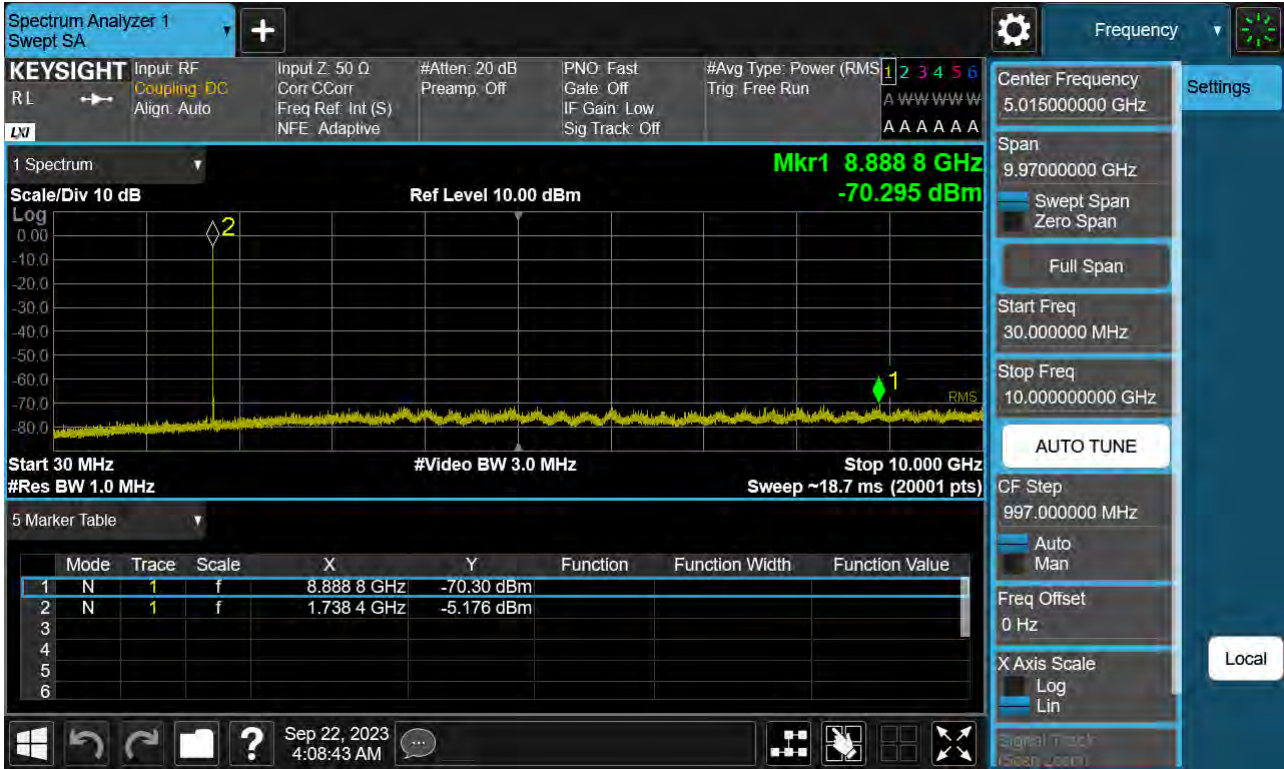 Spectrum Analyzer 1
Swept SA
Frequency
KEYSIGHT
RL
LXI
Input: RF
Coupling: DC
Align: Auto
Input Z: 50 Ω
Corr CCorr
Freq Ref: Int (S)
NFE: Adaptive
#Atten: 20 dB
Preamp: Off
PNO: Fast
Gate: Off
IF Gain: Low
Sig Track: Off
#Avg Type: Power (RMS
Trig: Free Run
1 2 3 4 5 6
A W W W W W
A A A A A A
Center Frequency
5.015000000 GHz
Settings
Span
9.97000000 GHz
Swept Span
Zero Span
Full Span
Start Freq
30.000000 MHz
Stop Freq
10.000000000 GHz
AUTO TUNE
CF Step
997.000000 MHz
Auto
Man
Freq Offset
0 Hz
X Axis Scale
Log
Lin
Signal Track
(Span Zoom)
Local
1 Spectrum
Scale/Div 10 dB
Ref Level 10.00 dBm
Mkr1 8.888 8 GHz
-70.295 dBm
Log
0.00
-10.0
-20.0
-30.0
-40.0
-50.0
-60.0
-70.0
-80.0
2
1
RMS
Start 30 MHz
#Video BW 3.0 MHz
Stop 10.000 GHz
#Res BW 1.0 MHz
Sweep ~18.7 ms (20001 pts)
5 Marker Table
Mode Trace Scale X Y Function Function Width Function Value
1 N 1 f 8.888 8 GHz -70.30 dBm
2 N 1 f 1.738 4 GHz -5.176 dBm
3
4
5
6
?
Sep 22, 2023
4:08:43 AM